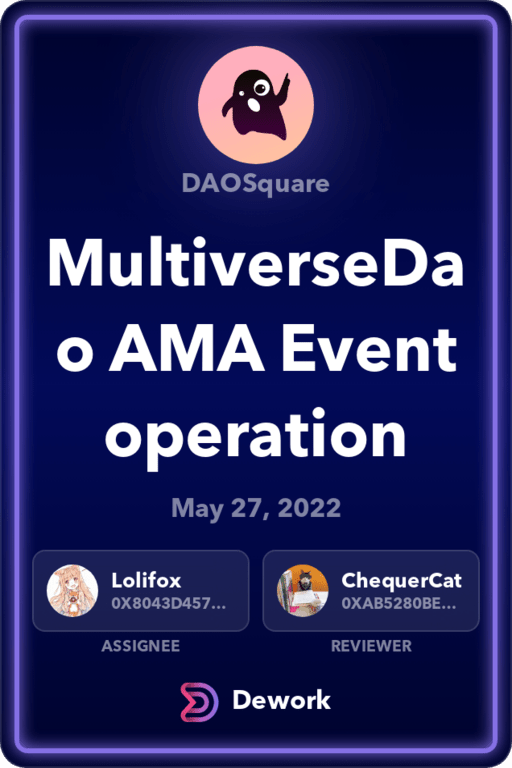 DAOSquare
MultiverseDa
o AMA Event
operation
May 27, 2022
Lolifox
0X8043D457...
ChequerCat
0XAB5280BE...
ASSIGNEE
REVIEWER
Dework